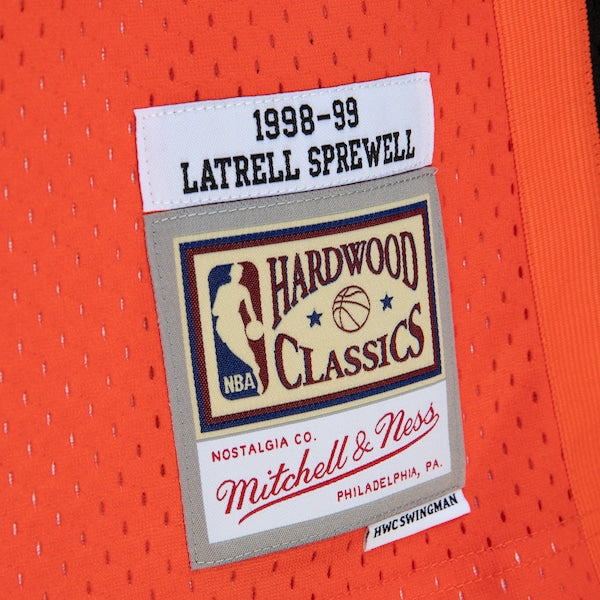 1998-99
LATRELL SPREWELL
HARDWOOD
CLASSICS
NBA
NOSTALGIA CO.
Mitchell & Ness
PHILADELPHIA, PA.
HWC SWINGMAN